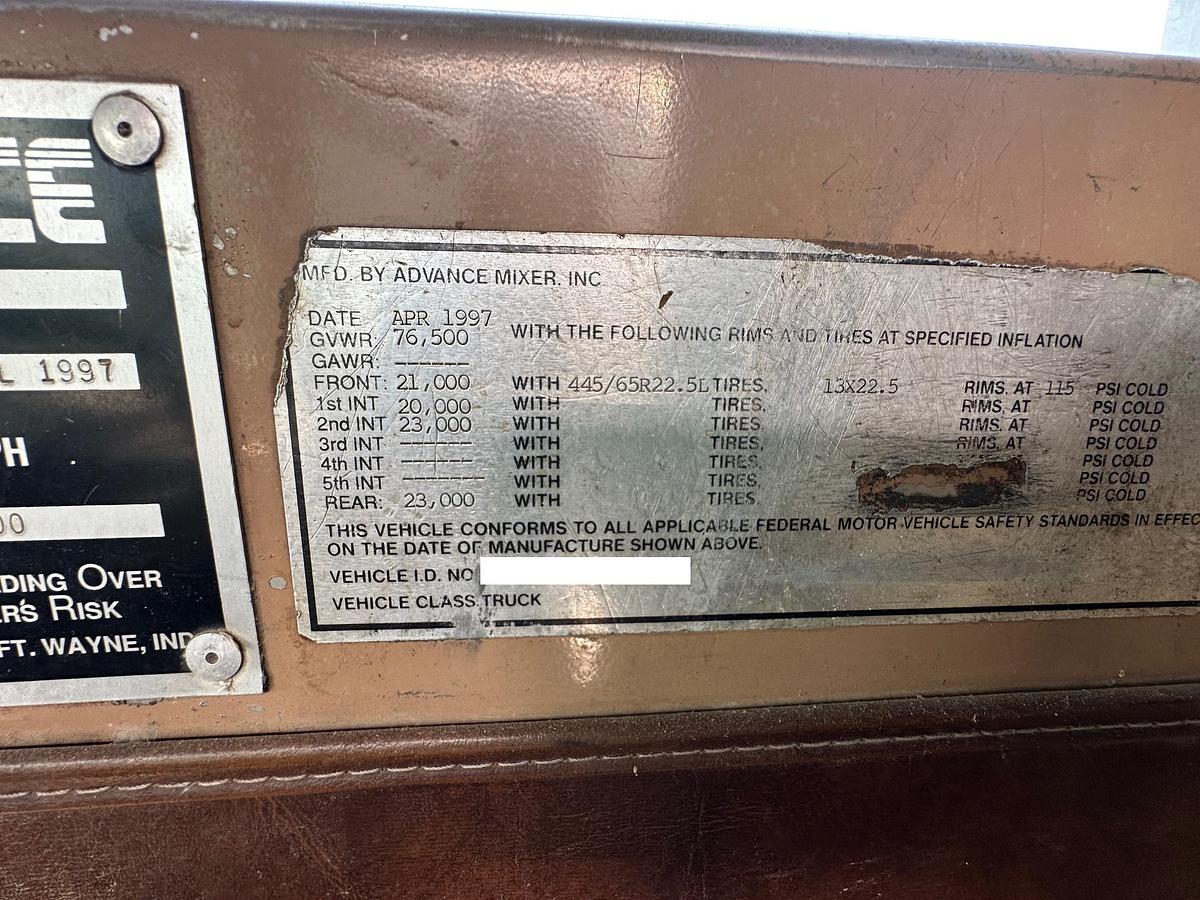 CE
L 1997
PH
00
DING OVER
ER'S RISK
FT. WAYNE, IND.
MFD. BY ADVANCE MIXER, INC
DATE APR 1997
GVWR: 76,500 WITH THE FOLLOWING RIMS AND TIRES AT SPECIFIED INFLATION
GAWR: ------
FRONT: 21,000 WITH 445/65R22.5L TIRES, 13X22.5 RIMS, AT 115 PSI COLD
1st INT 20,000 WITH TIRES, RIMS, AT PSI COLD
2nd INT 23,000 WITH TIRES, RIMS, AT PSI COLD
3rd INT ------ WITH TIRES, RIMS, AT PSI COLD
4th INT ------ WITH TIRES, PSI COLD
5th INT ------- WITH TIRES, PSI COLD
REAR: 23,000 WITH TIRES, PSI COLD
THIS VEHICLE CONFORMS TO ALL APPLICABLE FEDERAL MOTOR VEHICLE SAFETY STANDARDS IN EFFEC
ON THE DATE OF MANUFACTURE SHOWN ABOVE.
VEHICLE I.D. NO
VEHICLE CLASS TRUCK